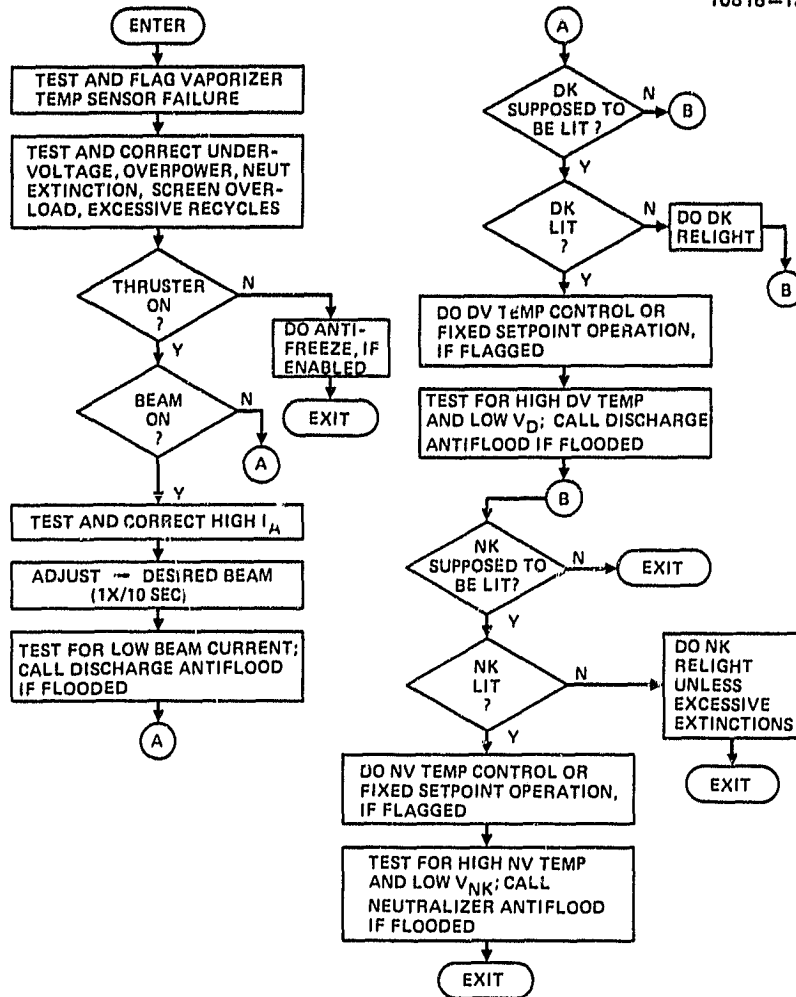 ENTER
TEST AND FLAG VAPORIZER
TEMP SENSOR FAILURE
TEST AND CORRECT UNDER-
VOLTAGE, OVERPOWER, NEUT
EXTINCTION, SCREEN OVER-
LOAD, EXCESSIVE RECYCLES
THRUSTER
ON
?
N
Y
DO ANTI-
FREEZE, IF
ENABLED
EXIT
BEAM
ON
?
N
A
Y
TEST AND CORRECT HIGH I
ADJUST → DESIRED BEAM
(1X/10 SEC)
TEST FOR LOW BEAM CURRENT;
CALL DISCHARGE ANTIFLOOD
IF FLOODED
A
A
DK
SUPPOSED TO
BE LIT ?
N
B
Y
DK
LIT
?
N
DO DK
RELIGHT
B
Y
DO DV TEMP CONTROL OR
FIXED SETPOINT OPERATION,
IF FLAGGED
TEST FOR HIGH DV TEMP
AND LOW V_D; CALL DISCHARGE
ANTIFLOOD IF FLOODED
B
NK
SUPPOSED TO
BE LIT?
N
EXIT
Y
NK
LIT
?
N
DO NK
RELIGHT
UNLESS
EXCESSIVE
EXTINCTIONS
EXIT
Y
DO NV TEMP CONTROL OR
FIXED SETPOINT OPERATION,
IF FLAGGED
TEST FOR HIGH NV TEMP
AND LOW V_NK; CALL
NEUTRALIZER ANTIFLOOD
IF FLOODED
EXIT